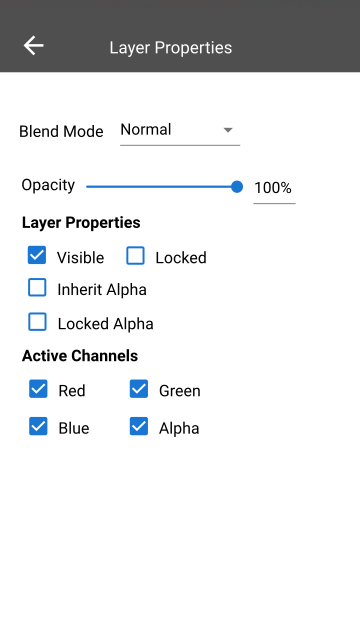 Layer Properties
Blend Mode Normal
Opacity 100%
Layer Properties
Visible Locked
Inherit Alpha
Locked Alpha
Active Channels
Red Green
Blue Alpha